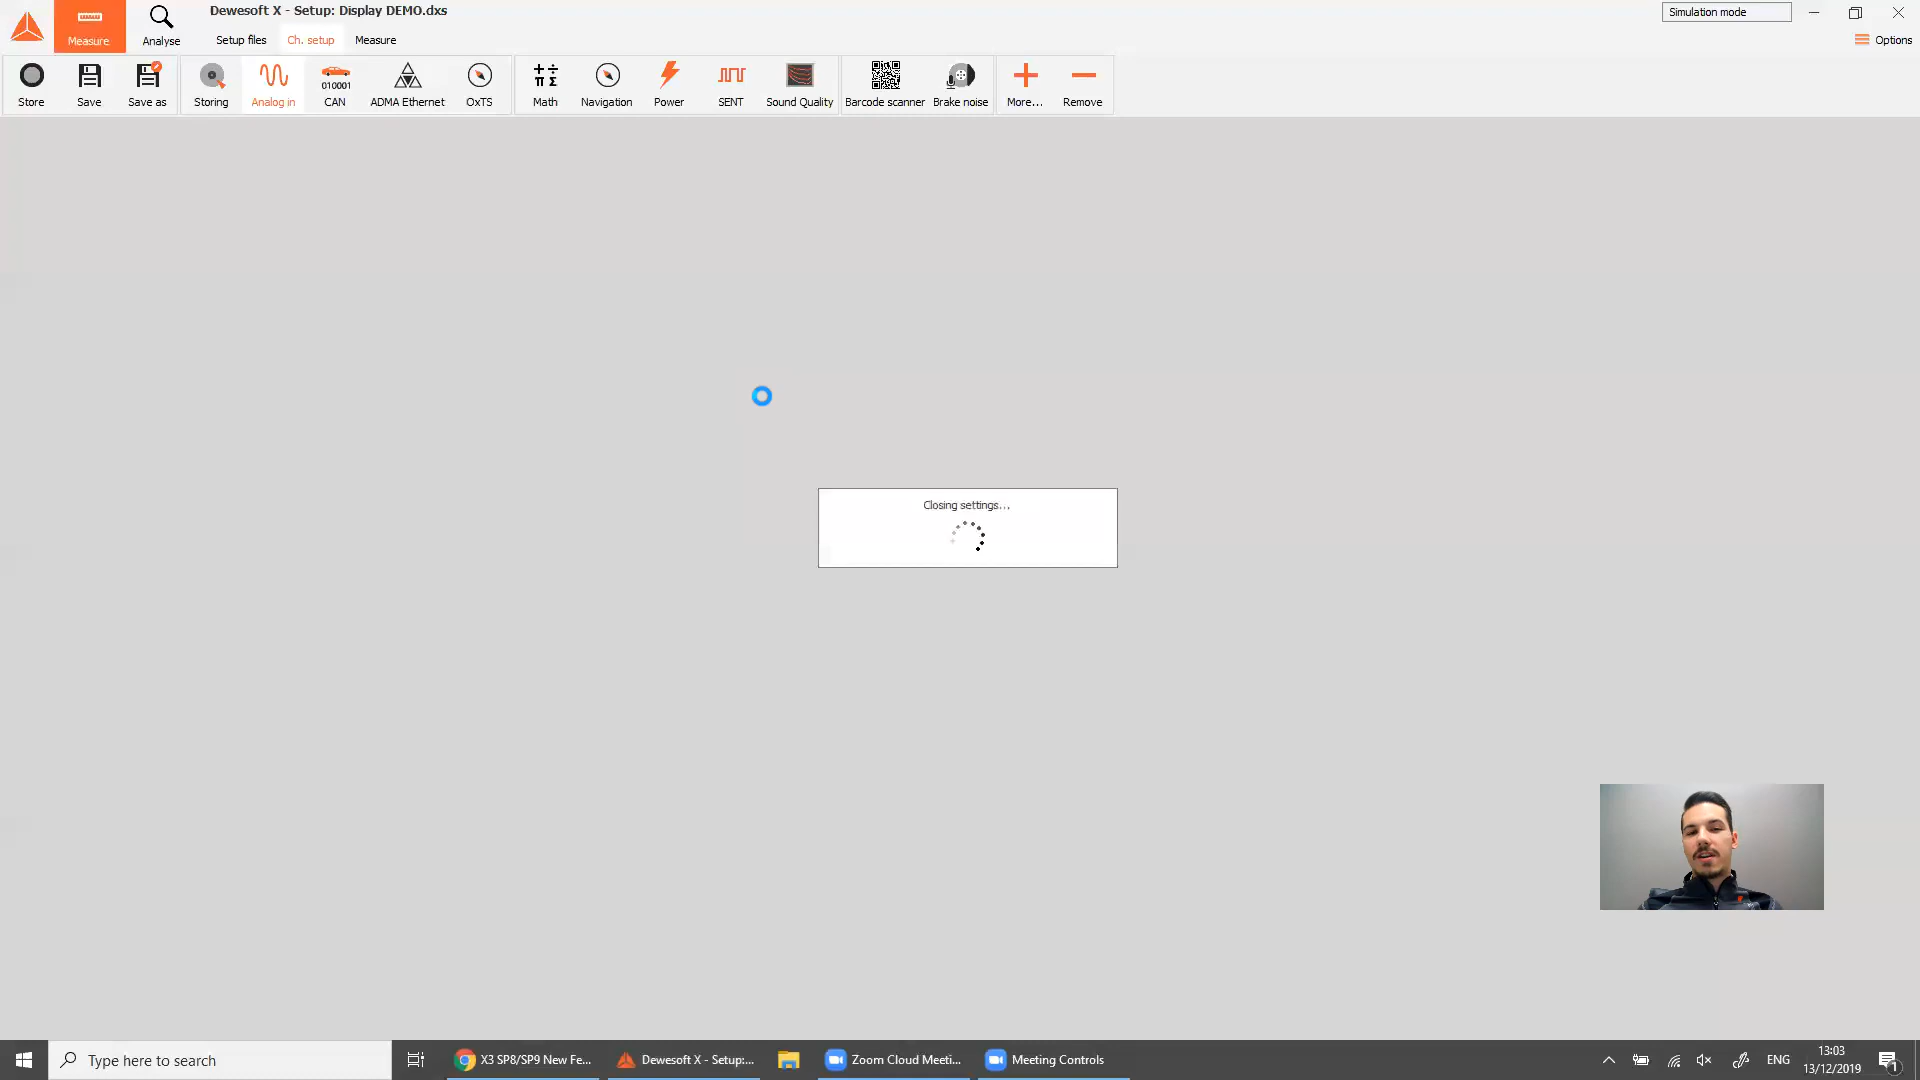 Dewesoft X - Setup: Display DEMO.dxs
Simulation mode
Measure
Analyse
Setup files
Ch. setup
Measure
Options
Store
Save
Save as
Storing
Analog in
010001
CAN
ADMA Ethernet
OxTS
Math
Navigation
Power
SENT
Sound Quality
Barcode scanner
Brake noise
More...
Remove
Closing settings...
Type here to search
X3 SP8/SP9 New Fe...
Dewesoft X - Setup:...
Zoom Cloud Meeti...
Meeting Controls
ENG
13:03
13/12/2019
1